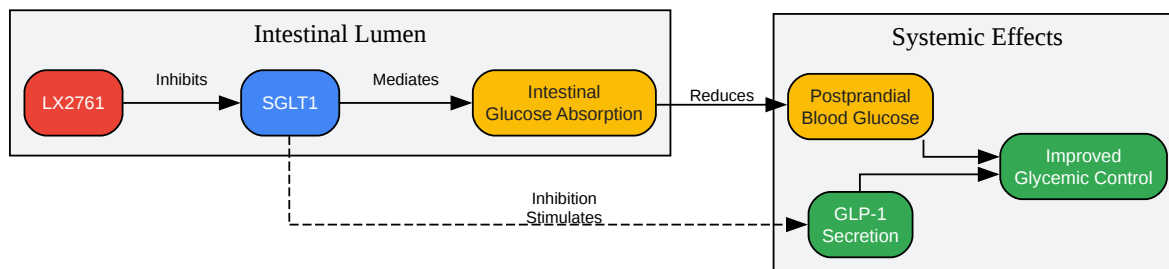 Intestinal Lumen
LX2761
Inhibits
SGLT1
Mediates
Intestinal
Glucose Absorption
Reduces
Systemic Effects
Postprandial
Blood Glucose
Improved
Glycemic Control
Inhibition
Stimulates
GLP-1
Secretion